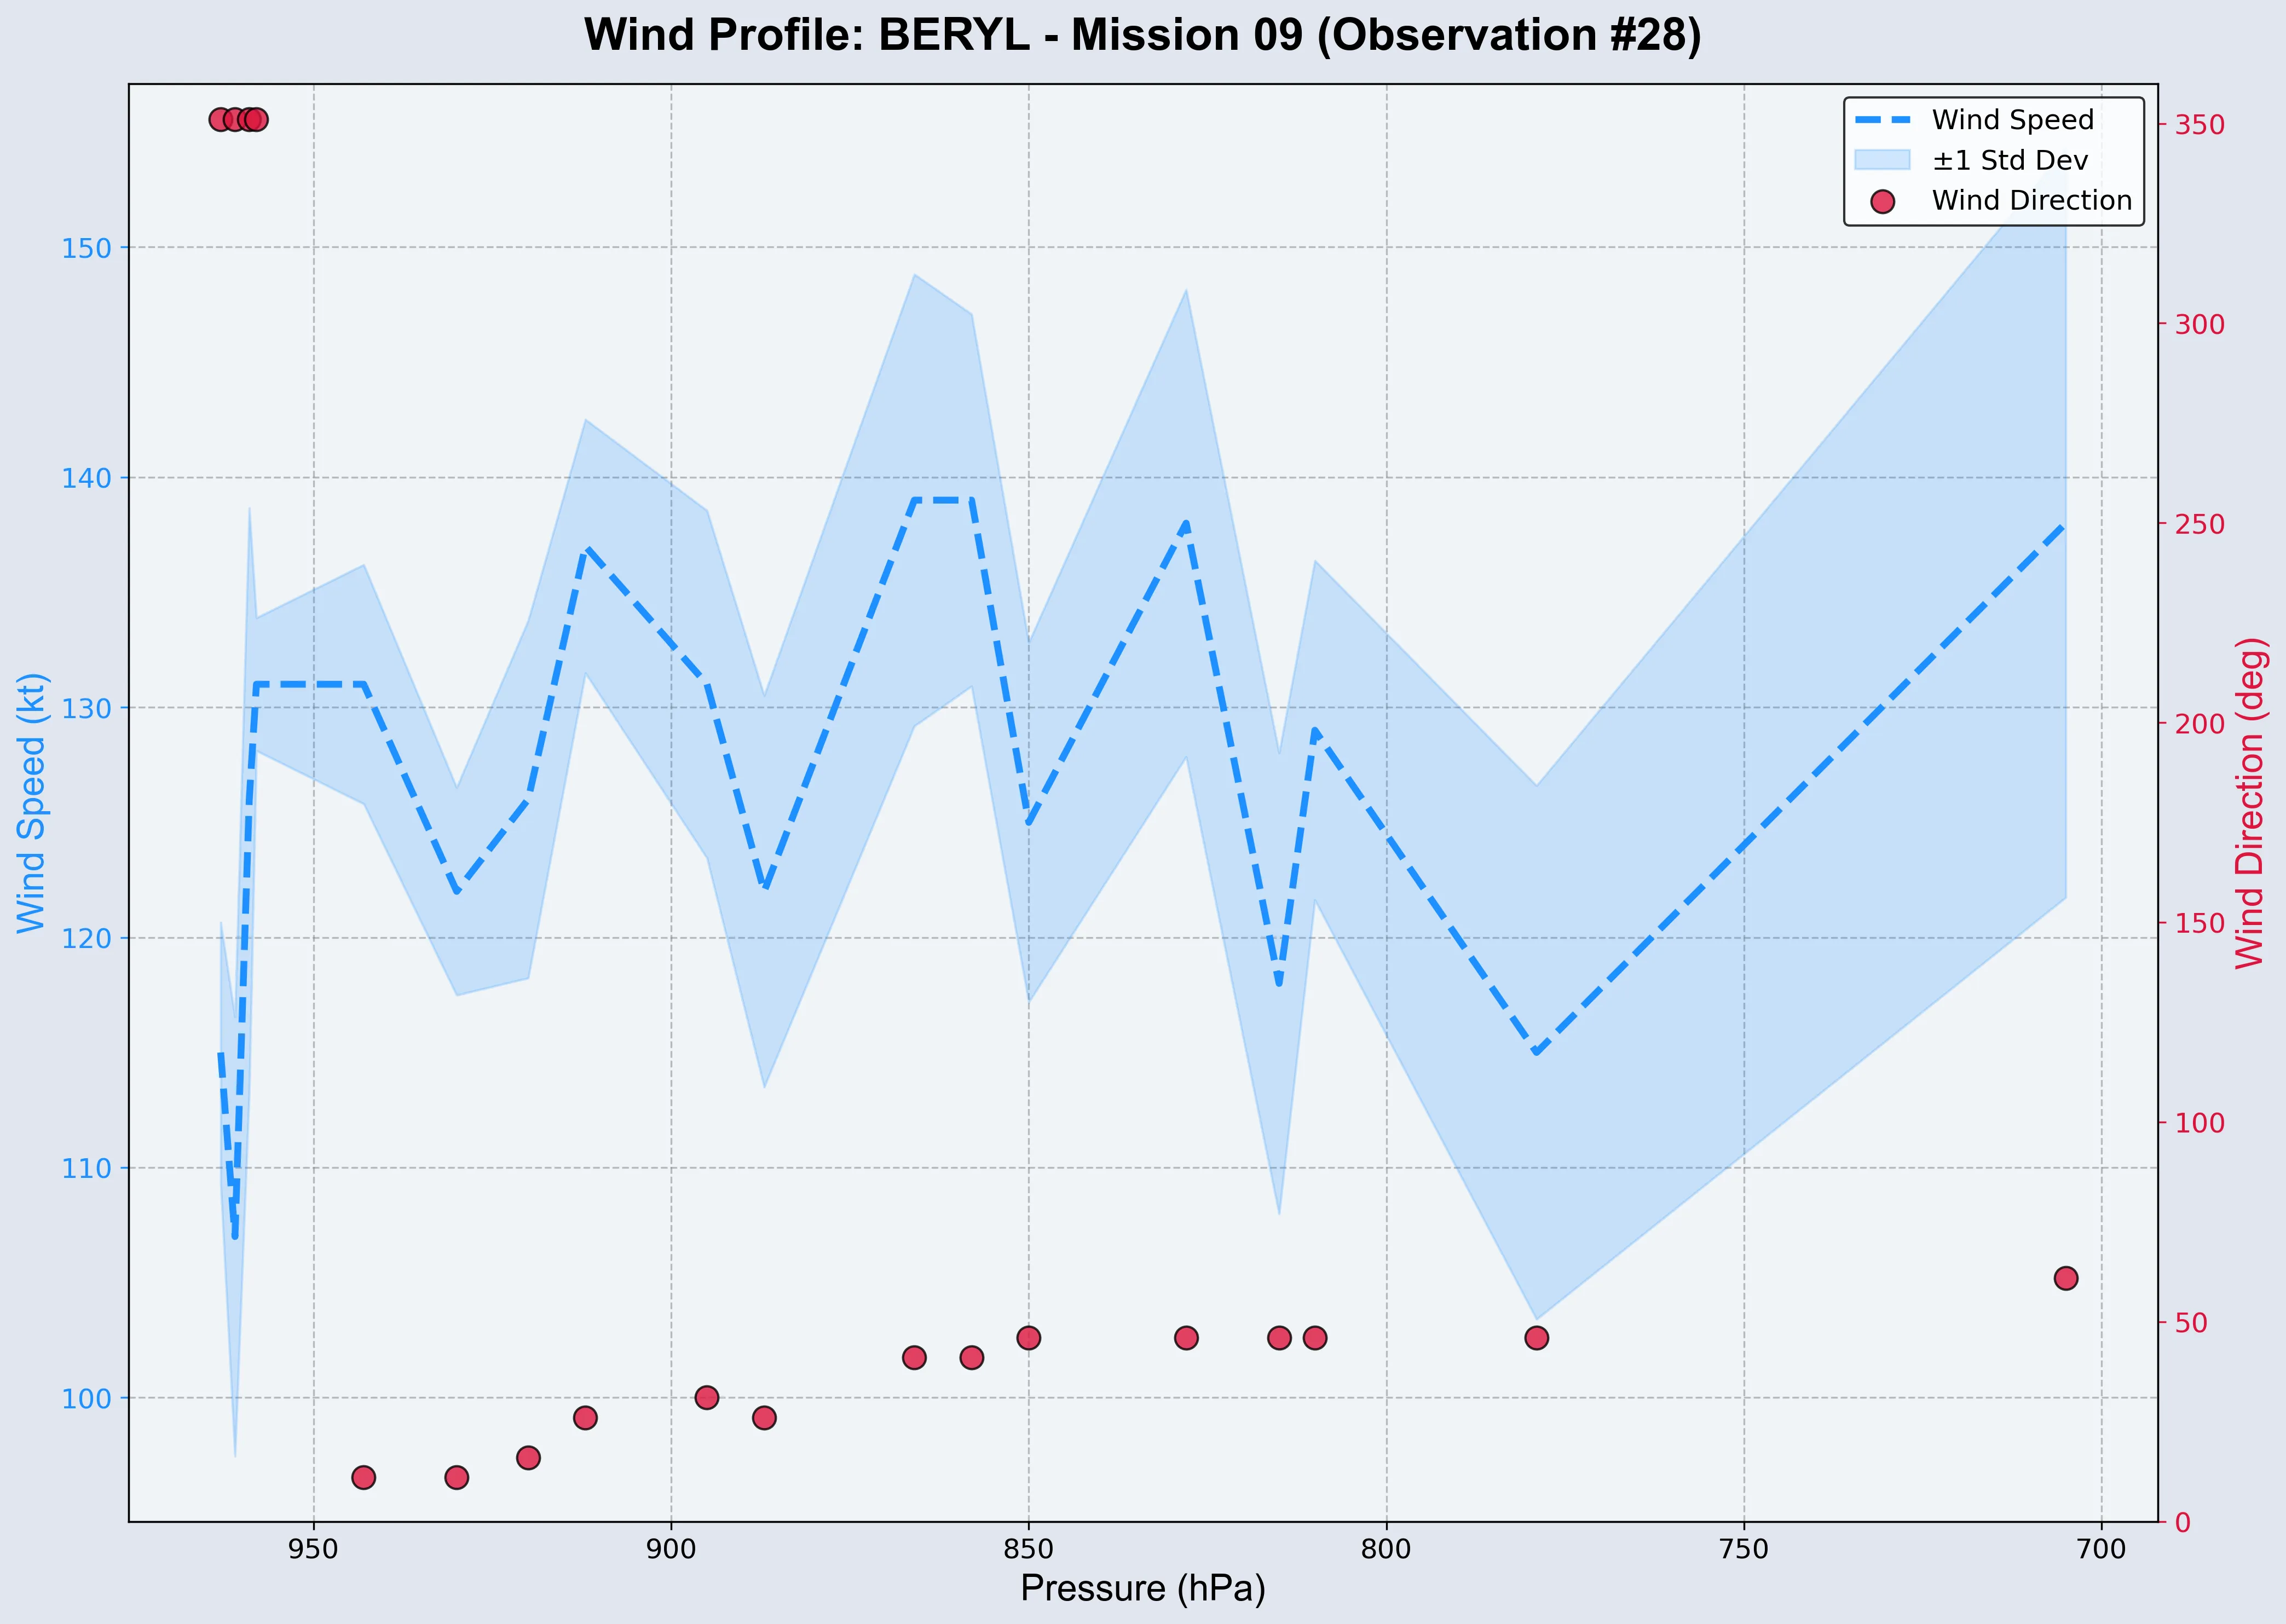 Wind Profile: BERYL - Mission 09 (Observation #28)
Wind Speed
±1 Std Dev
Wind Direction
150
140
130
120
110
100
Wind Speed (kt)
350
300
250
200
150
100
50
0
Wind Direction (deg)
950 900 850 800 750 700
Pressure (hPa)